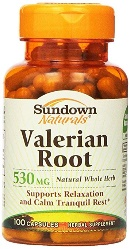 Sundown
Naturals®
Valerian
Root
530 MG Natural Whole Herb
Supports Relaxation
and Calm Tranquil Rest*
100 CAPSULES HERBAL SUPPLEMENT